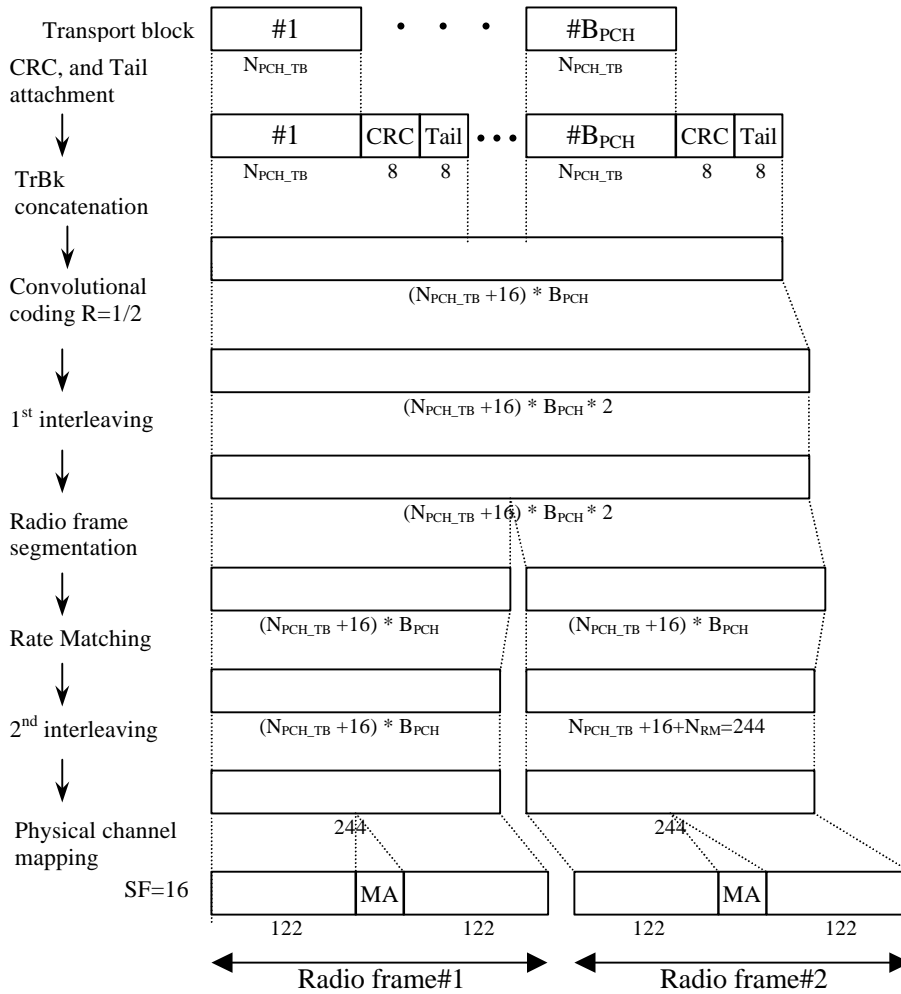 Transport block
#1
• • •
#B_PCH
N_PCH_TB
N_PCH_TB
CRC, and Tail
attachment
#1
CRC
Tail
•••
#B_PCH
CRC
Tail
N_PCH_TB
8
8
N_PCH_TB
8
8
TrBk
concatenation
(N_PCH_TB +16) * B_PCH
Convolutional
coding R=1/2
(N_PCH_TB +16) * B_PCH * 2
1st interleaving
(N_PCH_TB +16) * B_PCH * 2
Radio frame
segmentation
(N_PCH_TB +16) * B_PCH
(N_PCH_TB +16) * B_PCH
Rate Matching
(N_PCH_TB +16) * B_PCH
N_PCH_TB +16+N_RM=244
2nd interleaving
244
244
Physical channel
mapping
SF=16
MA
MA
122
122
122
122
Radio frame#1
Radio frame#2